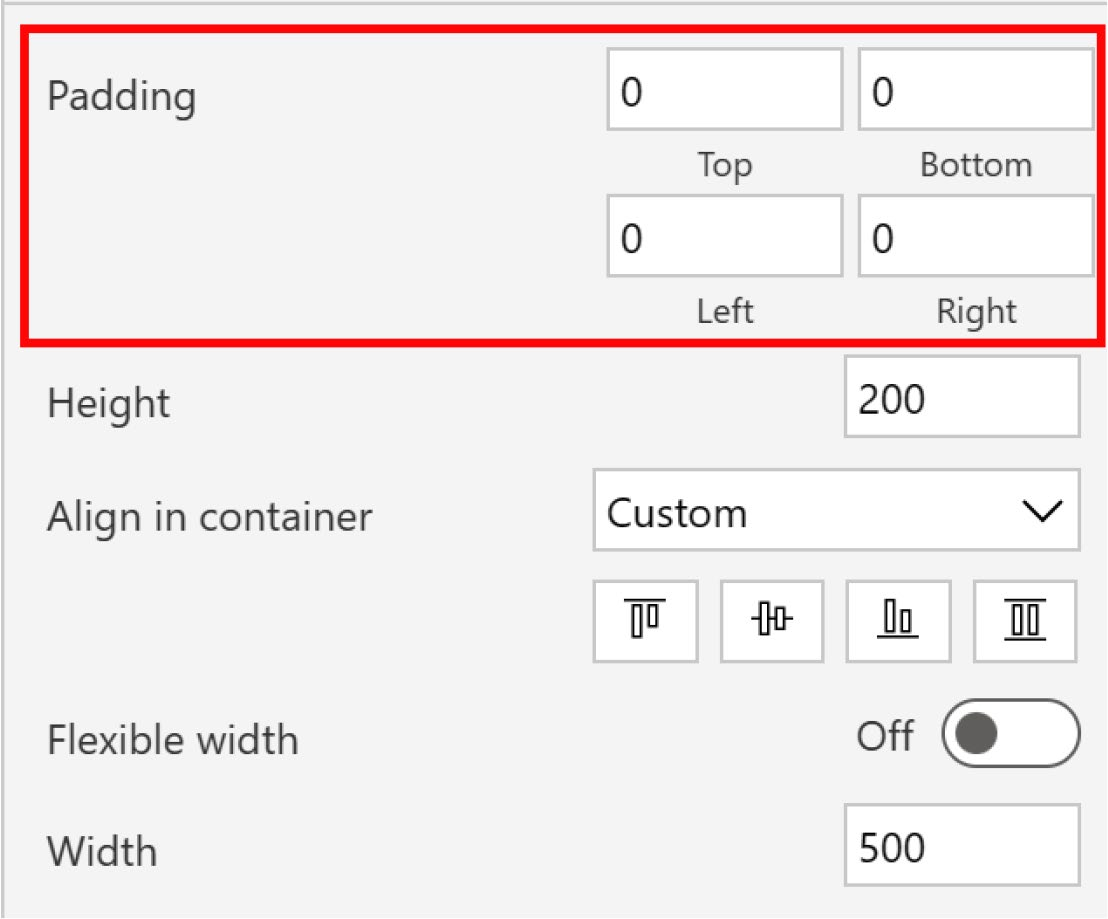 Padding 0 0
Top Bottom
0 0
Left Right
Height 200
Align in container Custom
Flexible width Off
Width 500